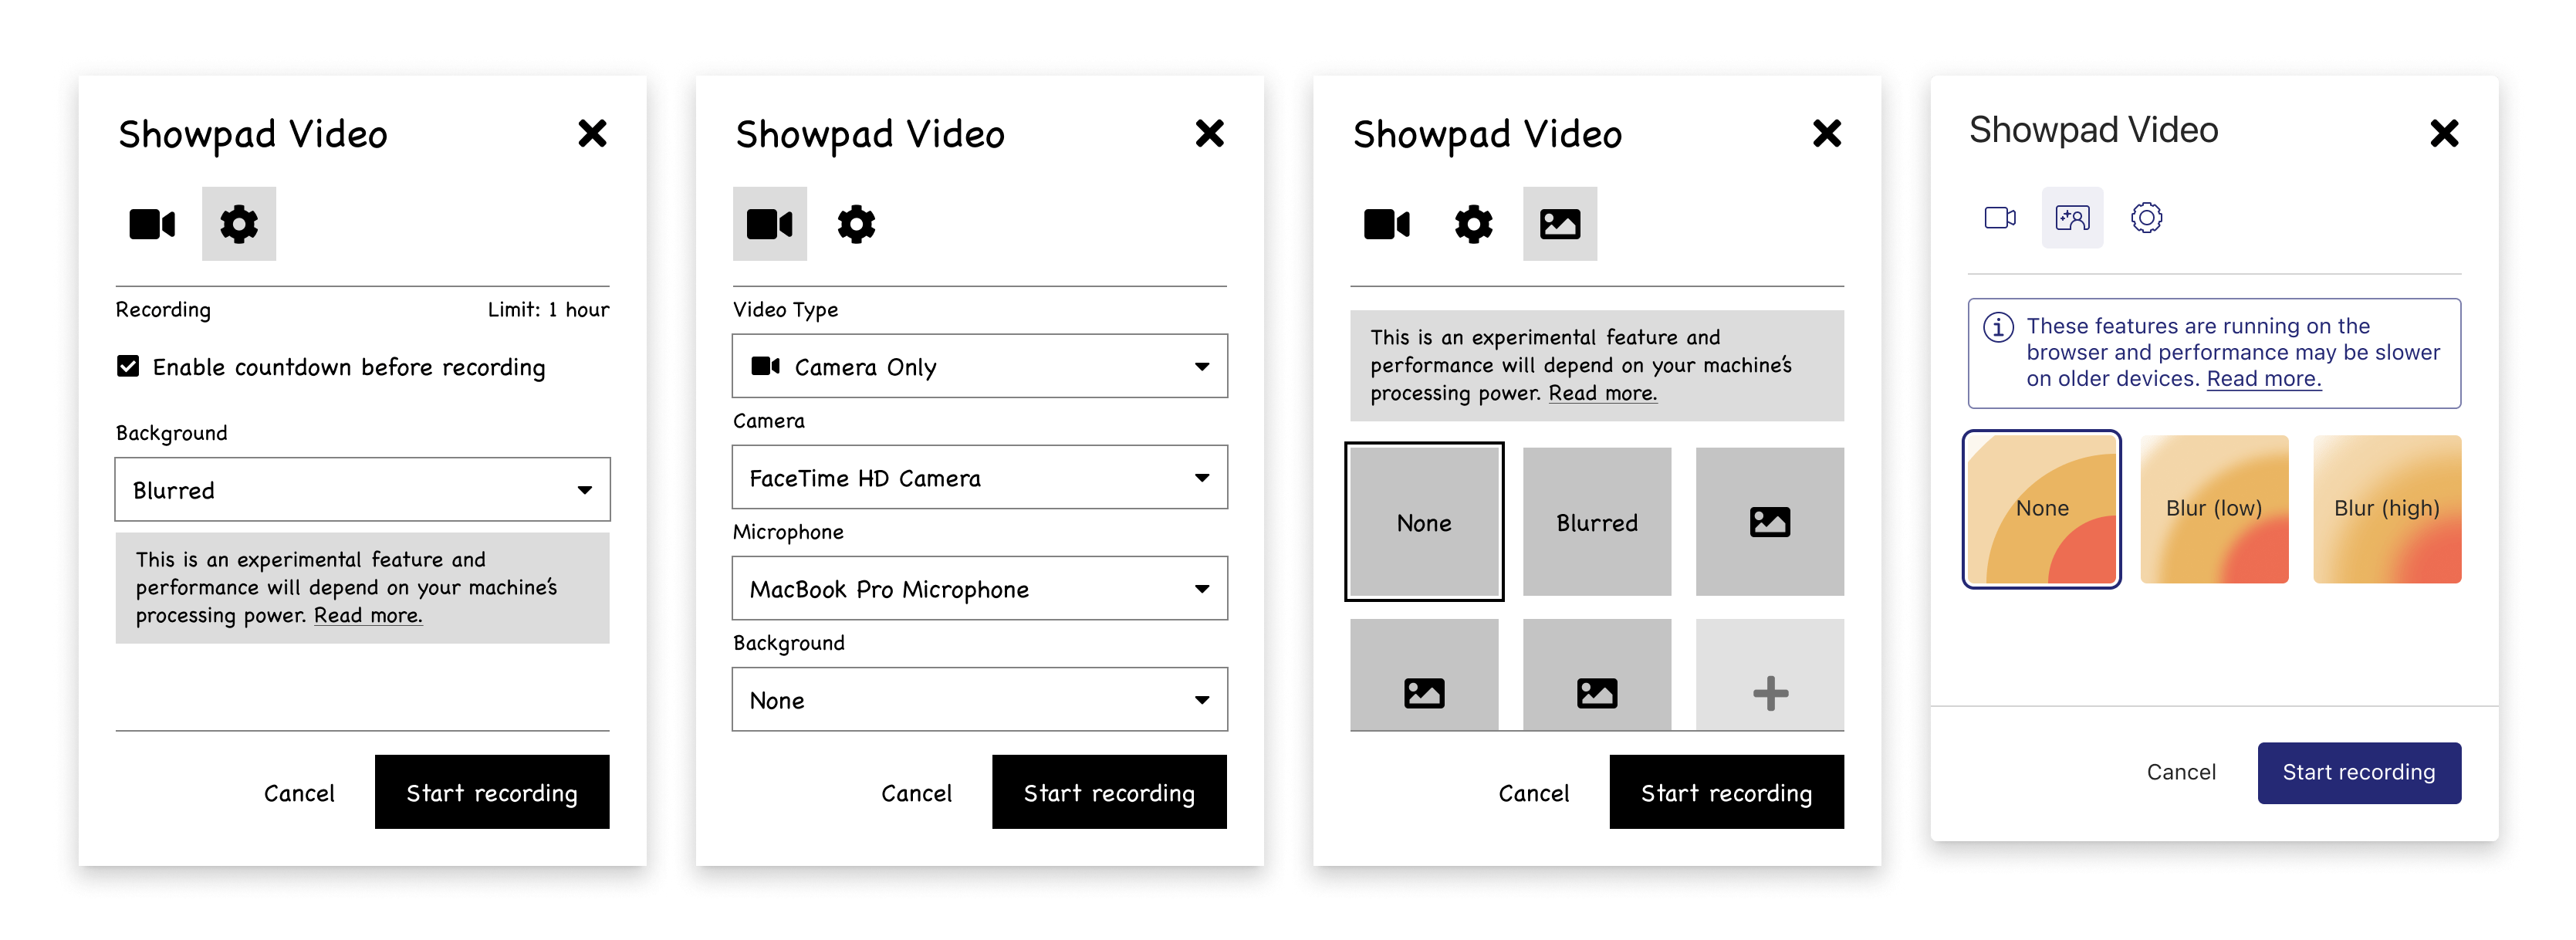 Showpad Video
Recording
Limit: 1 hour
Enable countdown before recording
Background
Blurred
This is an experimental feature and
performance will depend on your machine's
processing power. Read more.
Cancel
Start recording
Showpad Video
Video Type
Camera Only
Camera
FaceTime HD Camera
Microphone
MacBook Pro Microphone
Background
None
Cancel
Start recording
Showpad Video
This is an experimental feature and
performance will depend on your machine's
processing power. Read more.
None
Blurred
Cancel
Start recording
Showpad Video
These features are running on the
browser and performance may be slower
on older devices. Read more.
None
Blur (low)
Blur (high)
Cancel
Start recording